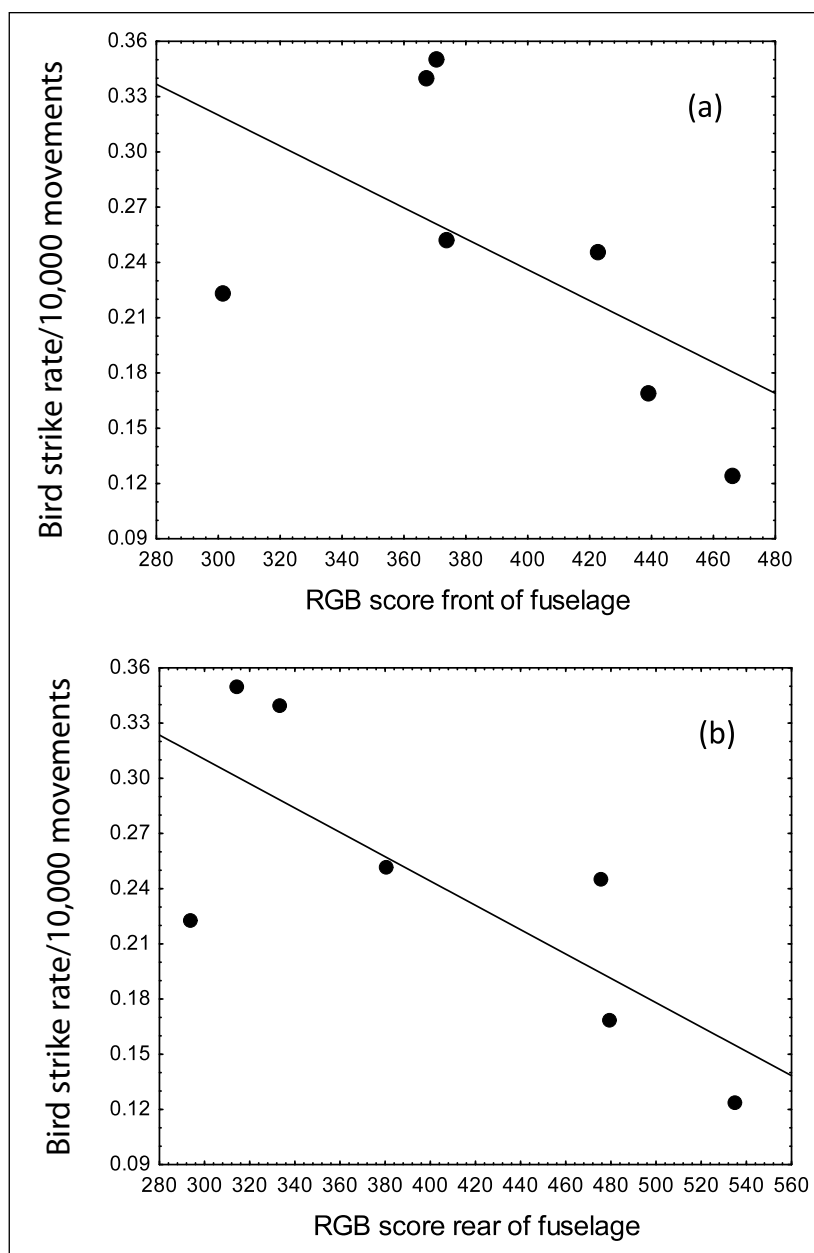 0.36
0.33
0.30
0.27
0.24
0.21
0.18
0.15
0.12
0.09
Bird strike rate/10,000 movements
(a)
280 300 320 340 360 380 400 420 440 460 480
RGB score front of fuselage
0.36
0.33
0.30
0.27
0.24
0.21
0.18
0.15
0.12
0.09
Bird strike rate/10,000 movements
(b)
280 300 320 340 360 380 400 420 440 460 480 500 520 540 560
RGB score rear of fuselage